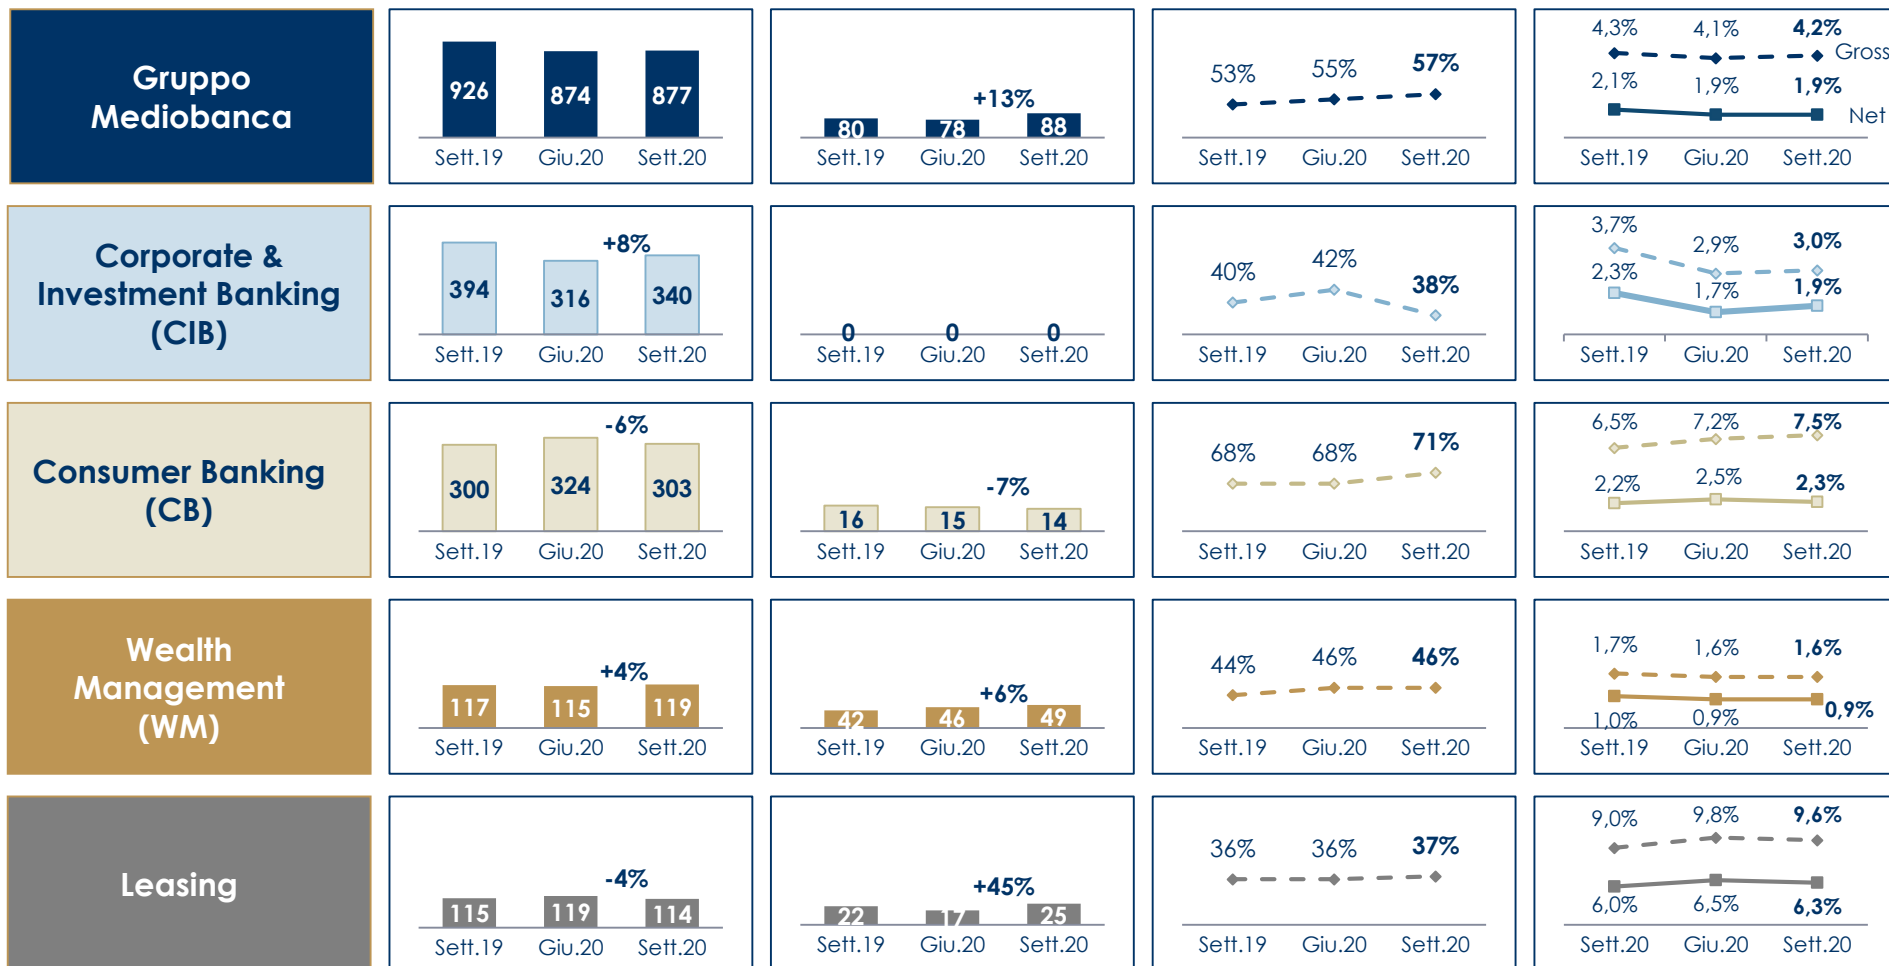 Gruppo
Mediobanca
926 874 877
Sett.19 Giu.20 Sett.20
+13%
80 78 88
Sett.19 Giu.20 Sett.20
53% 55% 57%
Sett.19 Giu.20 Sett.20
4,3% 4,1% 4,2%
Gross
2,1% 1,9% 1,9%
Net
Sett.19 Giu.20 Sett.20
Corporate &
Investment Banking
(CIB)
+8%
394 316 340
Sett.19 Giu.20 Sett.20
0 0 0
Sett.19 Giu.20 Sett.20
40% 42% 38%
Sett.19 Giu.20 Sett.20
3,7% 2,9% 3,0%
2,3% 1,7% 1,9%
Sett.19 Giu.20 Sett.20
Consumer Banking
(CB)
-6%
300 324 303
Sett.19 Giu.20 Sett.20
-7%
16 15 14
Sett.19 Giu.20 Sett.20
68% 68% 71%
Sett.19 Giu.20 Sett.20
6,5% 7,2% 7,5%
2,2% 2,5% 2,3%
Sett.19 Giu.20 Sett.20
Wealth
Management
(WM)
+4%
117 115 119
Sett.19 Giu.20 Sett.20
+6%
42 46 49
Sett.19 Giu.20 Sett.20
44% 46% 46%
Sett.19 Giu.20 Sett.20
1,7% 1,6% 1,6%
1,0% 0,9% 0,9%
Sett.19 Giu.20 Sett.20
Leasing
-4%
115 119 114
Sett.19 Giu.20 Sett.20
+45%
22 17 25
Sett.19 Giu.20 Sett.20
36% 36% 37%
Sett.19 Giu.20 Sett.20
9,0% 9,8% 9,6%
6,0% 6,5% 6,3%
Sett.20 Giu.20 Sett.20